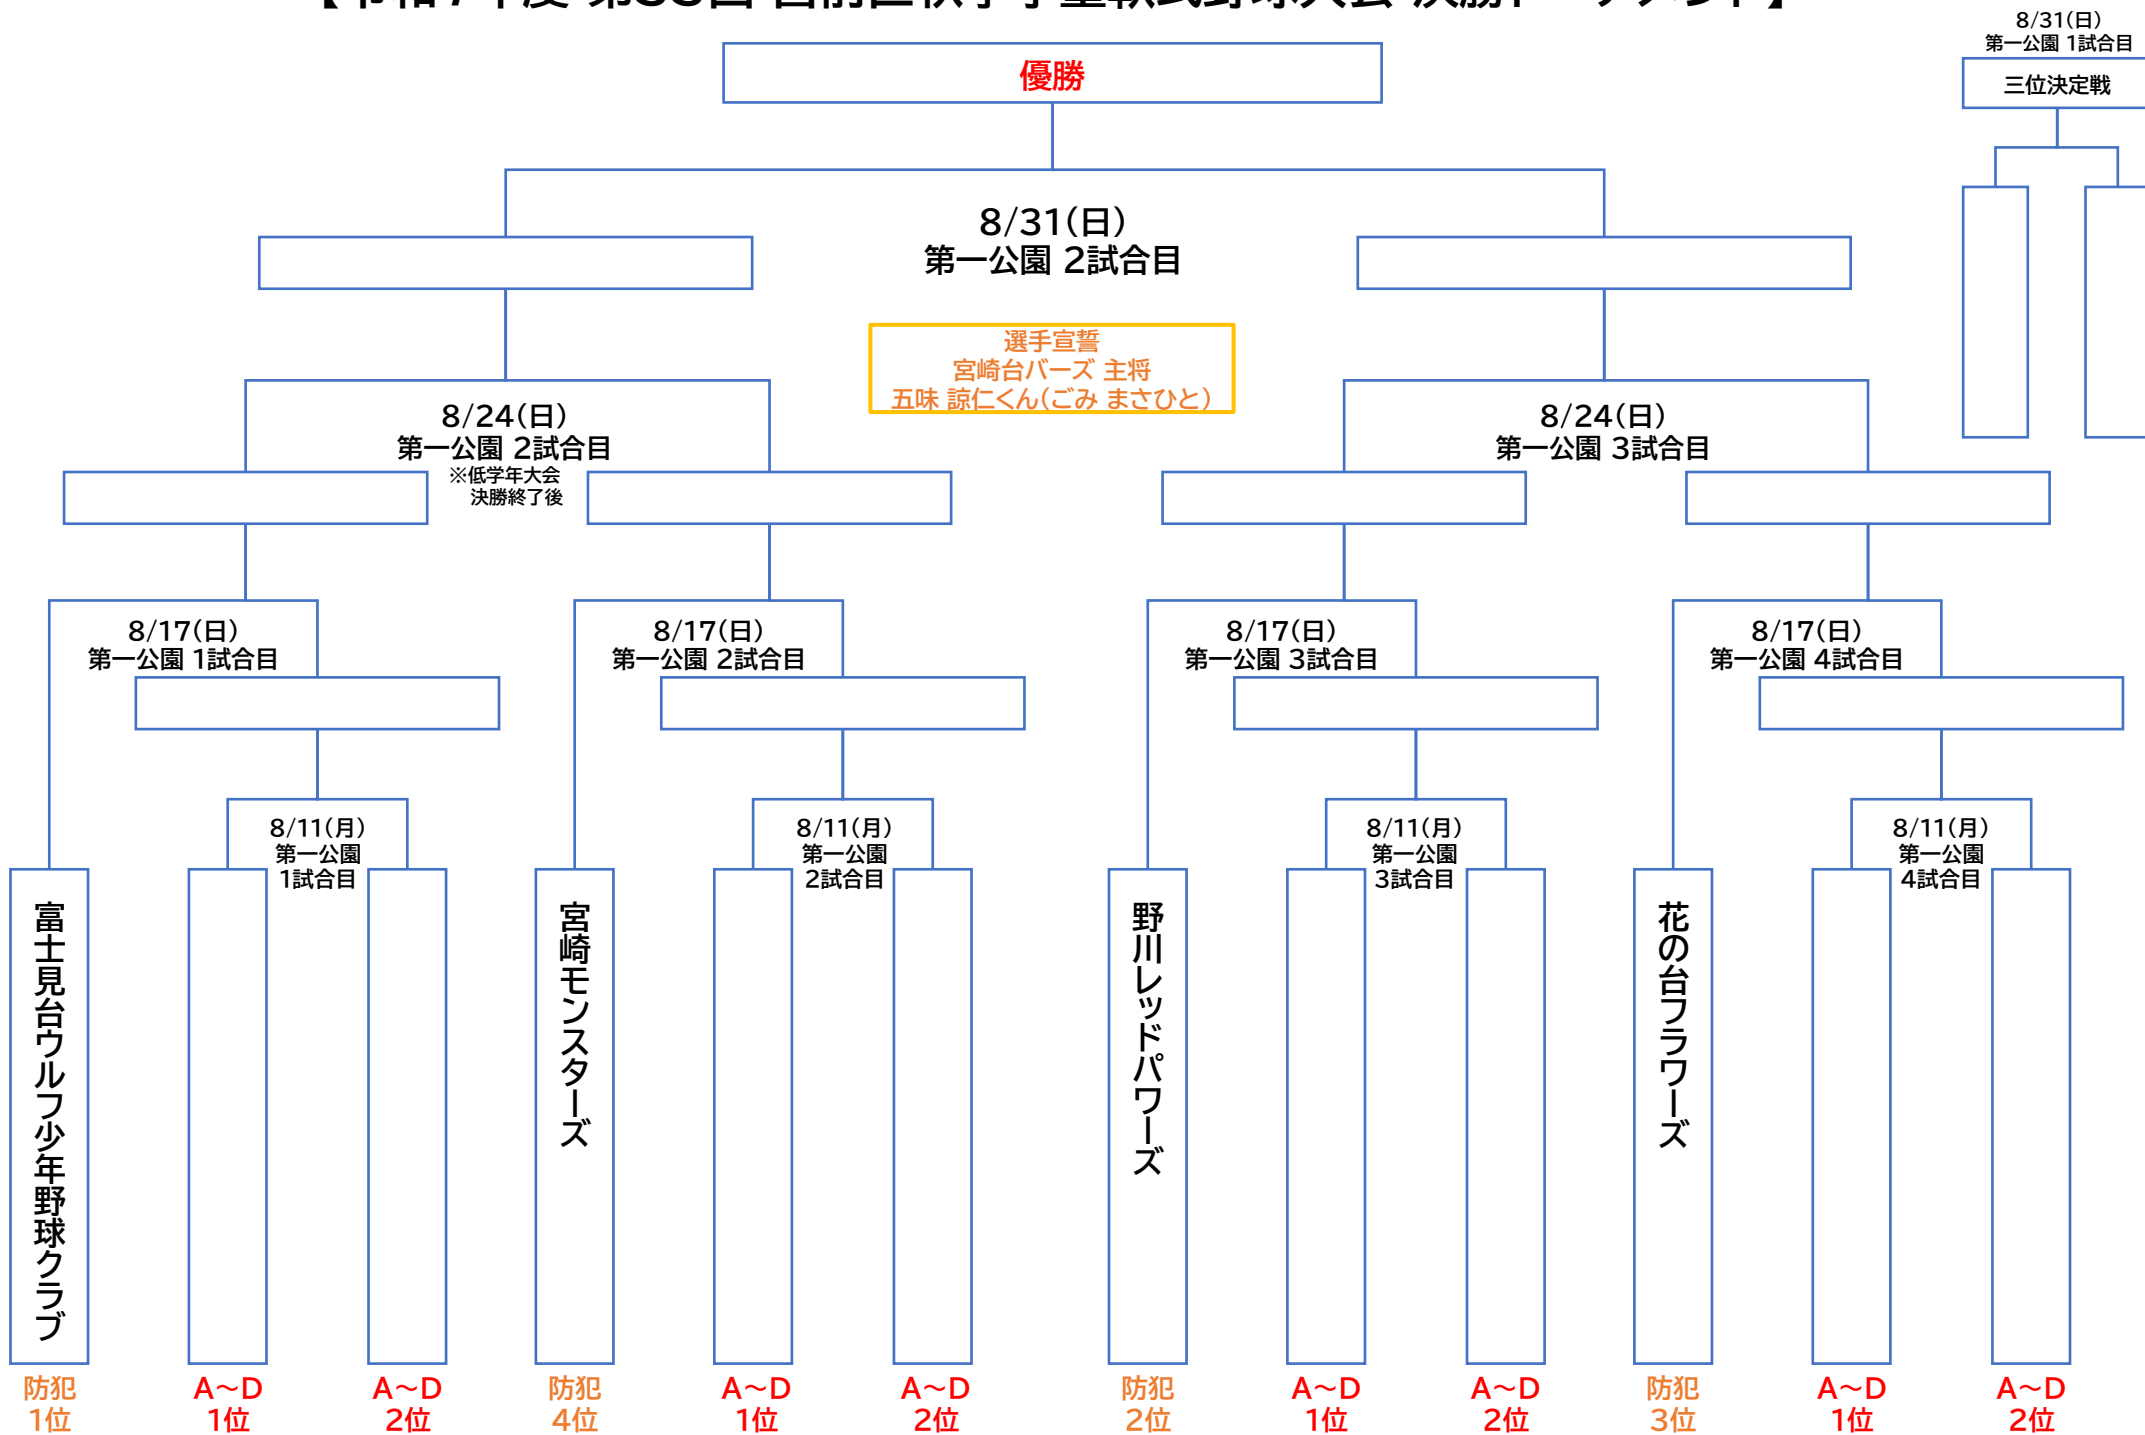 8/31(日)
第一公園 1試合目
三位決定戦
優勝
8/31(日)
第一公園 2試合目
選手宣誓
宮崎台バーズ 主将
五味 諒仁くん(ごみ まさひと)
8/24(日)
第一公園 2試合目
※低学年大会
決勝終了後
8/24(日)
第一公園 3試合目
8/17(日)
第一公園 1試合目
8/17(日)
第一公園 2試合目
8/17(日)
第一公園 3試合目
8/17(日)
第一公園 4試合目
8/11(月)
第一公園
1試合目
8/11(月)
第一公園
2試合目
8/11(月)
第一公園
3試合目
8/11(月)
第一公園
4試合目
富士見台ウルフ少年野球クラブ
宮崎モンスターズ
野川レッドパワーズ
花の台フラワーズ
防犯
1位
A～D
1位
A～D
2位
防犯
4位
A～D
1位
A～D
2位
防犯
2位
A～D
1位
A～D
2位
防犯
3位
A～D
1位
A～D
2位